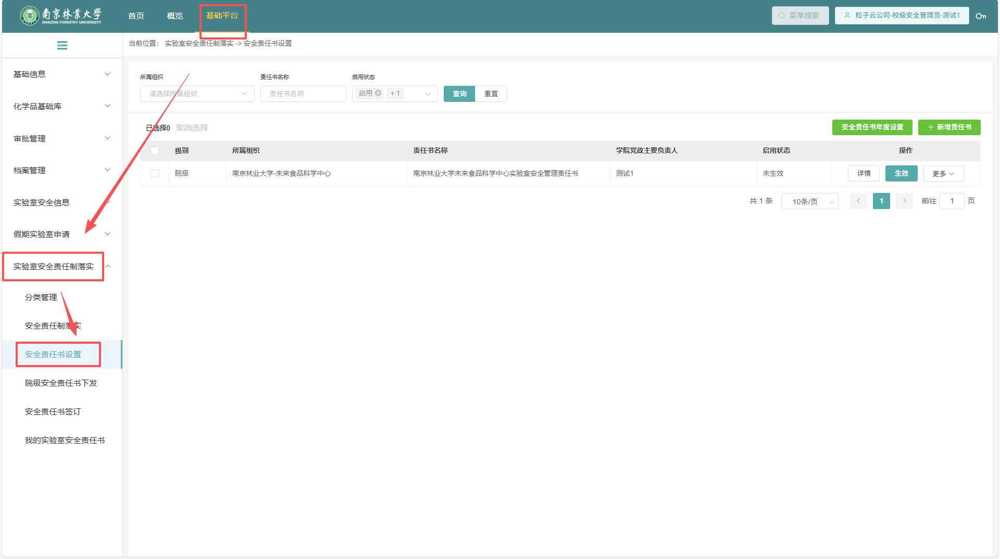 南京林業大學
NANJING FORESTRY UNIVERSITY
首页
概览
基础平台
菜单搜索
粒子云公司-校级安全管理员-测试1
当前位置： 实验室安全责任制落实 -> 安全责任书设置
基础信息
化学品基础库
审批管理
档案管理
实验室安全信息
假期实验室申请
实验室安全责任制落实
分类管理
安全责任制落实
安全责任书设置
院级安全责任书下发
安全责任书签订
我的实验室安全责任书
所属组织
请选择所属组织
责任书名称
责任书名称
启用状态
启用
+ 1
查询
重置
已选择0 取消选择
安全责任书年度设置
新增责任书
级别 所属组织 责任书名称 学院党政主要负责人 启用状态 操作
院级 南京林业大学-未来食品科学中心 南京林业大学未来食品科学中心实验室安全管理责任书 测试1 未生效 详情 生效 更多
共 1 条 10条/页 1 前往 1 页